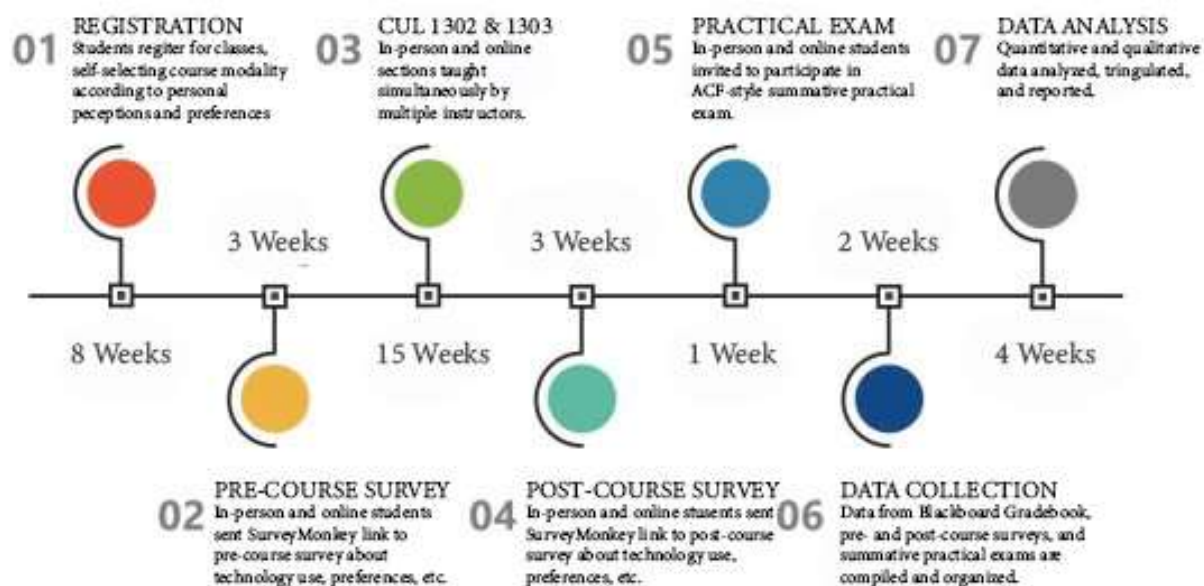 01
REGISTRATION
Students regiter for classes,
self-selecting course modality
according to personal
peceptions and preferences
03
CUL 1302 & 1303
In-person and online
sections taught
simultaneously by
multiple instructors.
05
PRACTICAL EXAM
In-person and online students
invited to participate in
ACF-style summative practical
exam.
07
DATA ANALYSIS
Quantitative and qualitative
data analyzed, tringulated,
and reported.
3 Weeks
3 Weeks
2 Weeks
8 Weeks
15 Weeks
1 Week
4 Weeks
02
PRE-COURSE SURVEY
In-person and online students
sent SurveyMonkey link to
pre-course survey about
technology use, preferences, etc.
04
POST-COURSE SURVEY
In-person and online stusents sent
SurveyMonkey link to post-course
survey about technology use,
preferences, etc.
06
DATA COLLECTION
Data from Blackboard Gradebook,
pre- and post-course surveys, and
summative practical exams are
compiled and organized.